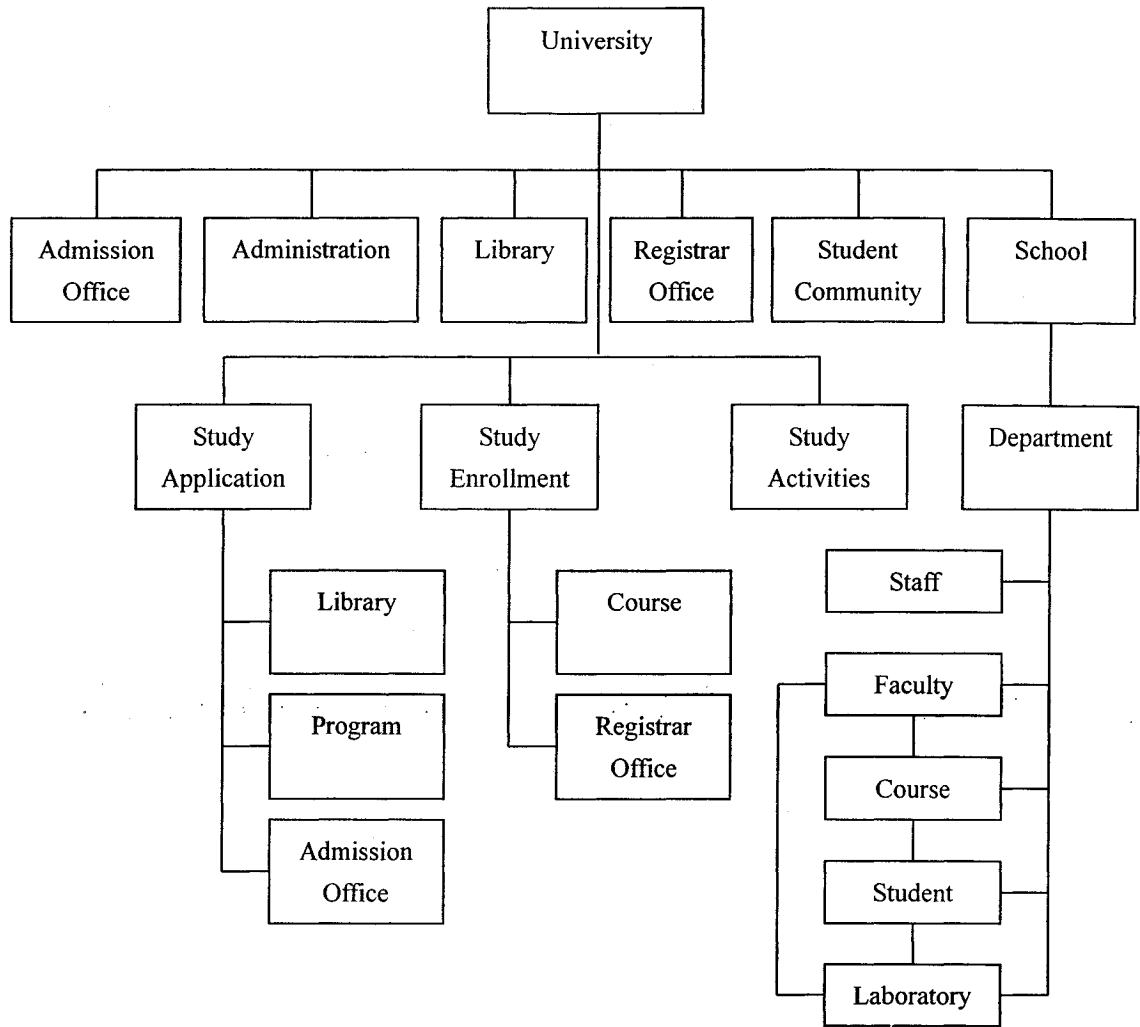 University
Admission
Office
Administration
Library
Registrar
Office
Student
Community
School
Study
Application
Study
Enrollment
Study
Activities
Department
Library
Program
Admission
Office
Course
Registrar
Office
Staff
Faculty
Course
Student
Laboratory